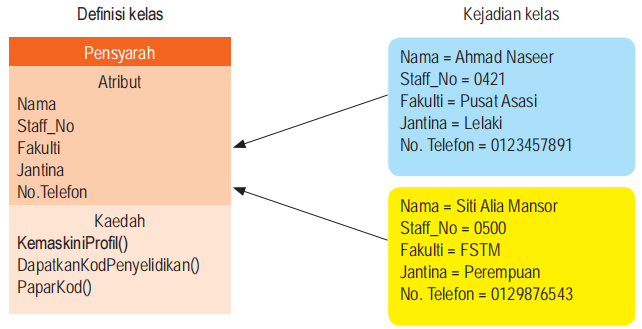 Definisi kelas
Pensyarah
Atribut
Nama
Staff_No
Fakulti
Jantina
No.Telefon
Kaedah
KemaskiniProfil()
DapatkanKodPenyelidikan()
PaparKod()
Kejadian kelas
Nama = Ahmad Naseer
Staff_No = 0421
Fakulti = Pusat Asasi
Jantina = Lelaki
No. Telefon = 0123457891
Nama = Siti Alia Mansor
Staff_No = 0500
Fakulti = FSTM
Jantina = Perempuan
No. Telefon = 0129876543